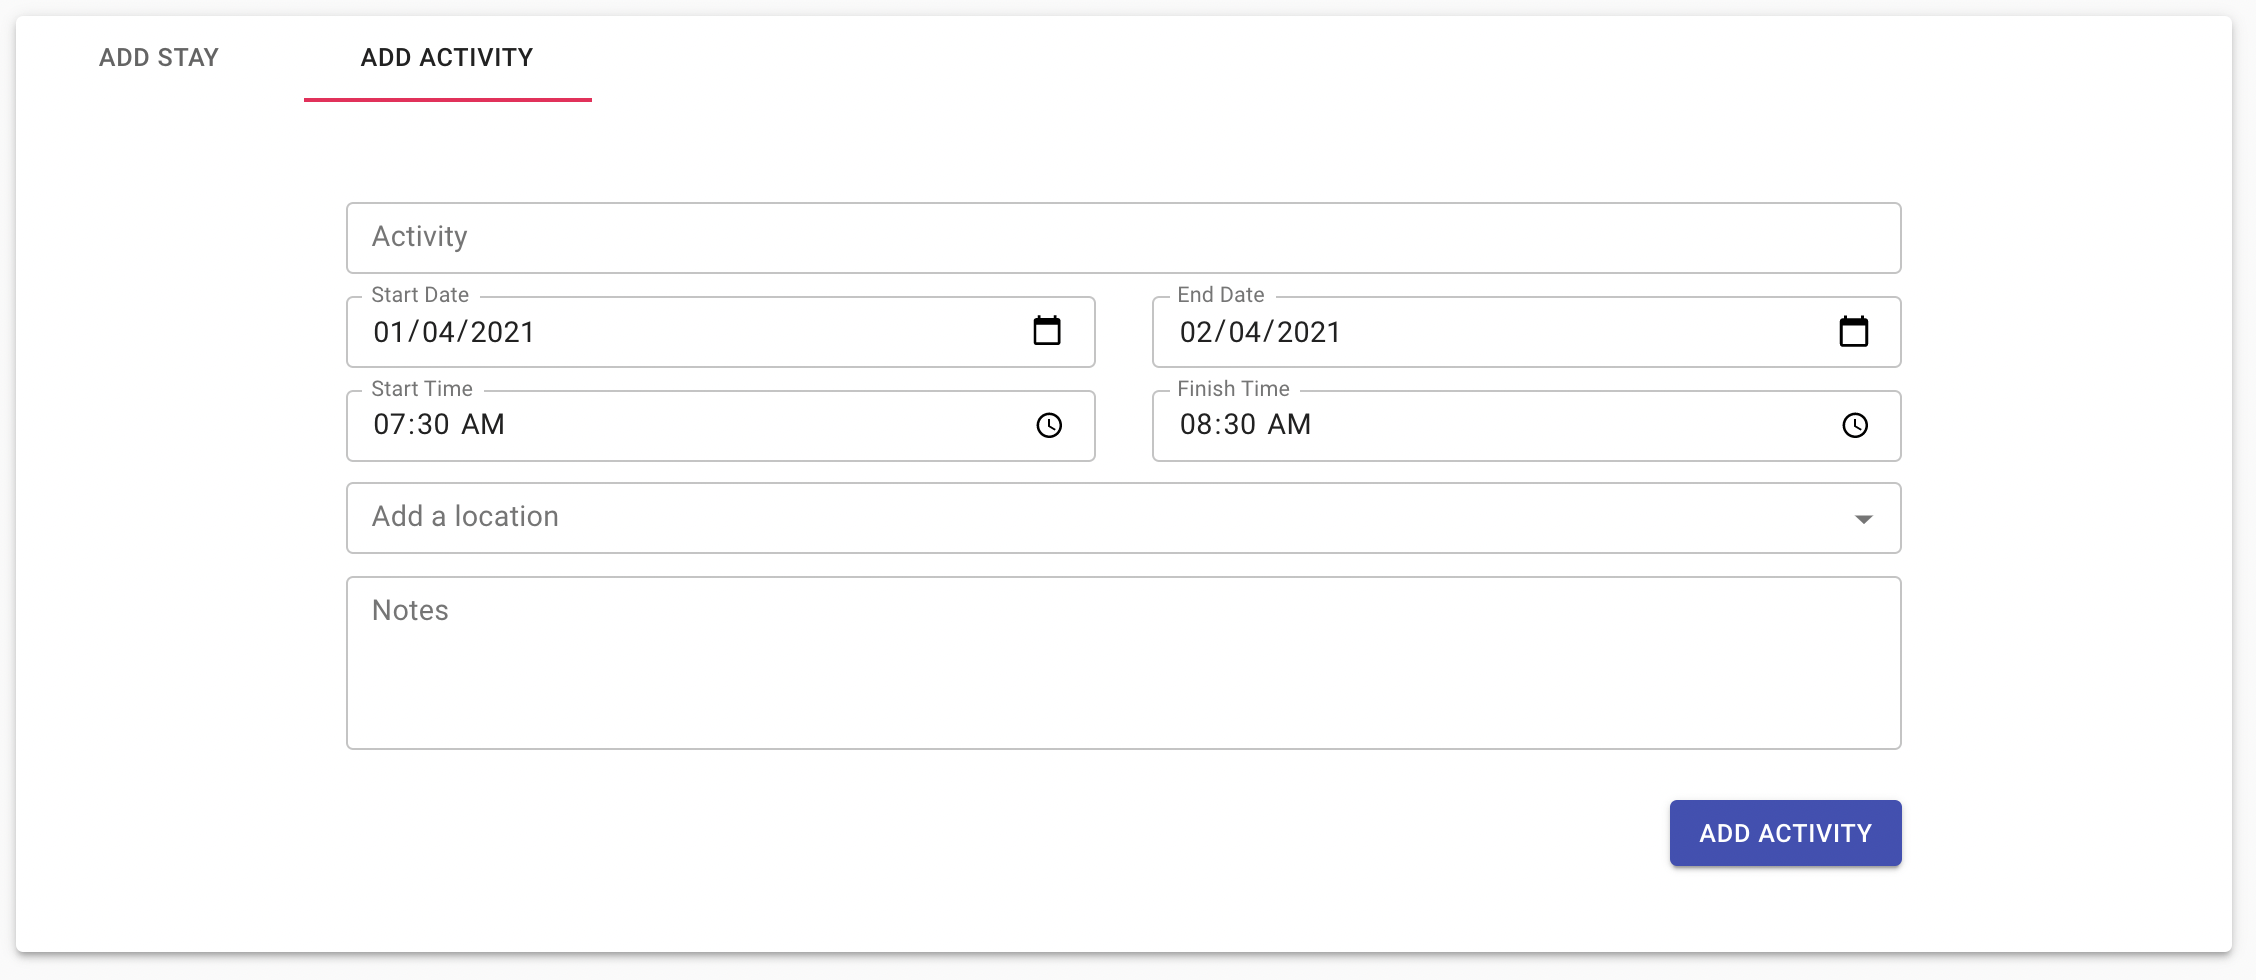 ADD STAY ADD ACTIVITY
Activity
Start Date End Date
01/04/2021 02/04/2021
Start Time Finish Time
07:30 AM 08:30 AM
Add a location
Notes
ADD ACTIVITY